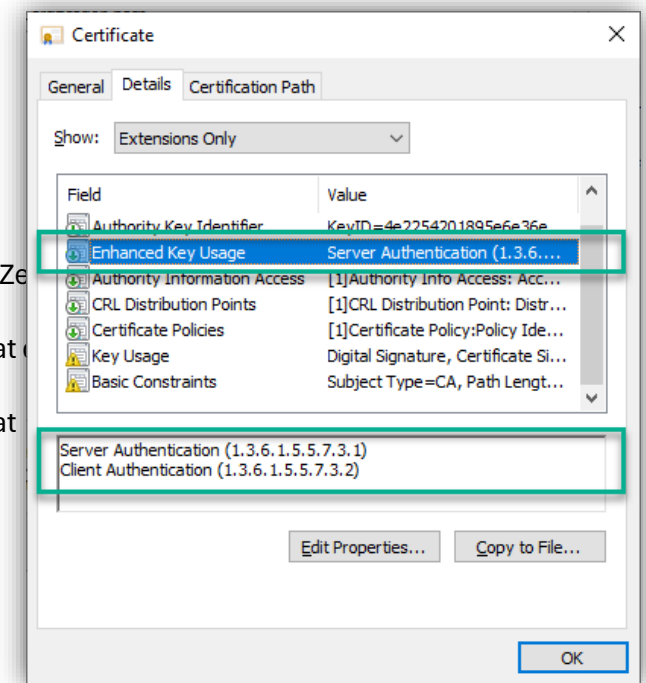 Certificate
General Details Certification Path
Show: Extensions Only
Field Value
Authority Key Identifier KeyID=4e2254201895e6e36e
Enhanced Key Usage Server Authentication (1.3.6....
Authority Information Access [1]Authority Info Access: Acc...
CRL Distribution Points [1]CRL Distribution Point: Distr...
Certificate Policies [1]Certificate Policy:Policy Ide...
Key Usage Digital Signature, Certificate Si...
Basic Constraints Subject Type=CA, Path Lengt...
Server Authentication (1.3.6.1.5.5.7.3.1)
Client Authentication (1.3.6.1.5.5.7.3.2)
Edit Properties... Copy to File...
OK